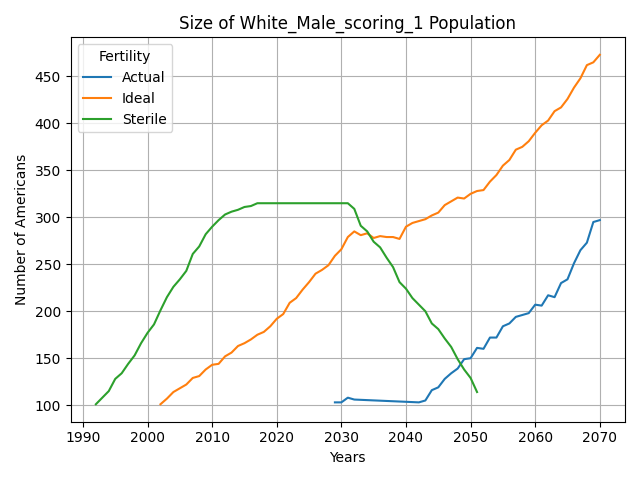 Size of White_Male_scoring_1 Population
Fertility
Actual
Ideal
Sterile
Number of Americans
450
400
350
300
250
200
150
100
1990 2000 2010 2020 2030 2040 2050 2060 2070
Years